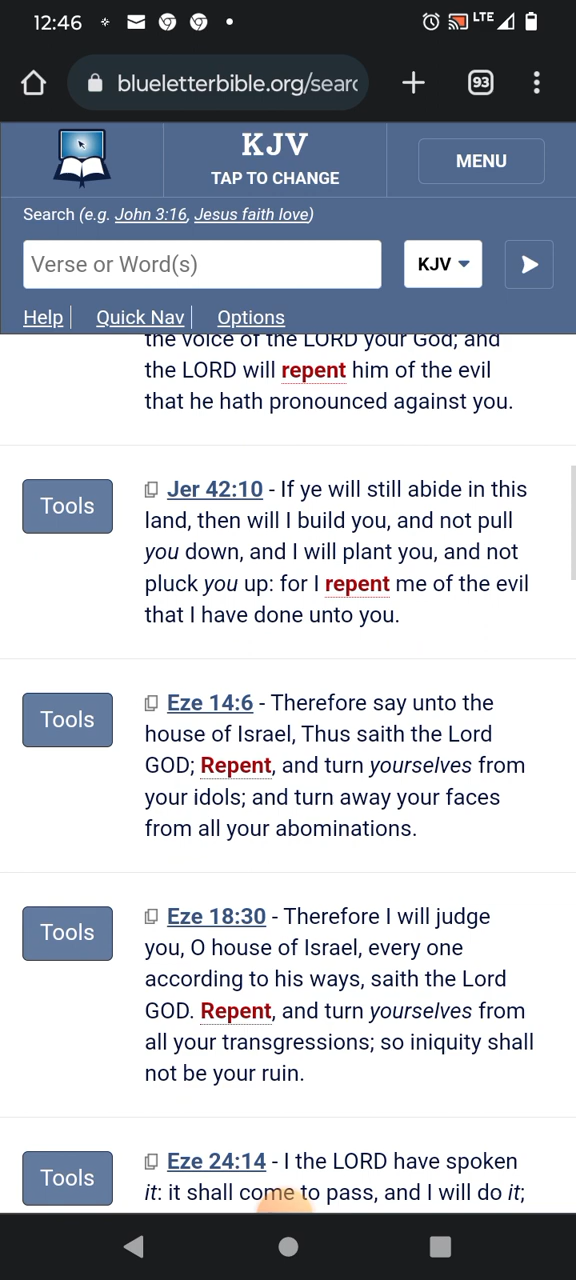 12:46
LTE
blueletterbible.org/searc
93
KJV
TAP TO CHANGE
MENU
Search (e.g. John 3:16, Jesus faith love)
Verse or Word(s)
KJV
Help
Quick Nav
Options
the voice of the LORD your God; and
the LORD will repent him of the evil
that he hath pronounced against you.
Tools
Jer 42:10 - If ye will still abide in this
land, then will I build you, and not pull
you down, and I will plant you, and not
pluck you up: for I repent me of the evil
that I have done unto you.
Tools
Eze 14:6 - Therefore say unto the
house of Israel, Thus saith the Lord
GOD; Repent, and turn yourselves from
your idols; and turn away your faces
from all your abominations.
Tools
Eze 18:30 - Therefore I will judge
you, O house of Israel, every one
according to his ways, saith the Lord
GOD. Repent, and turn yourselves from
all your transgressions; so iniquity shall
not be your ruin.
Tools
Eze 24:14 - I the LORD have spoken
it: it shall come to pass, and I will do it;